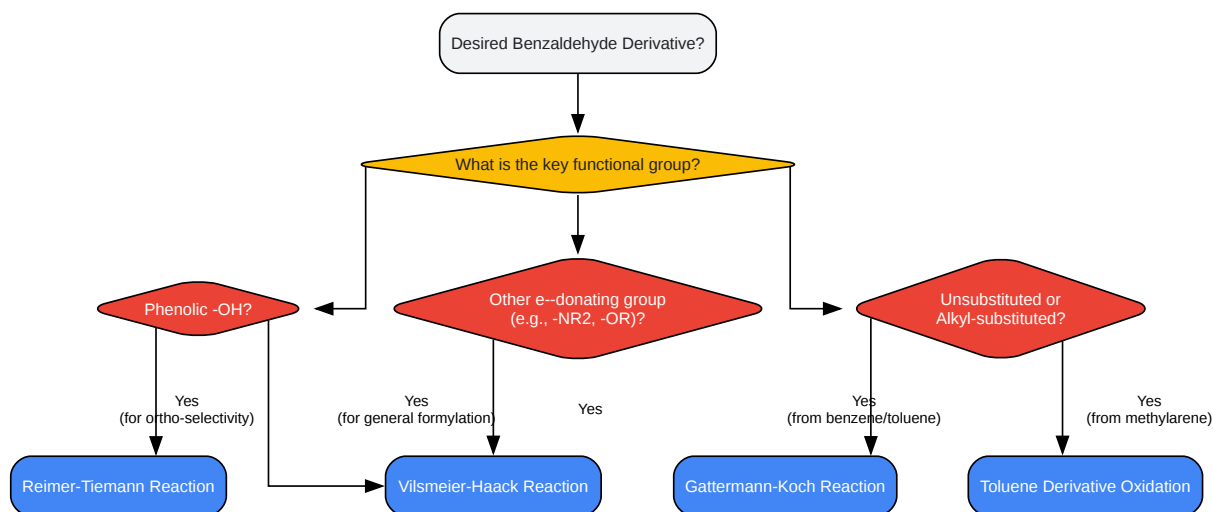 Desired Benzaldehyde Derivative?
What is the key functional group?
Phenolic -OH?
Other e--donating group
(e.g., -NR2, -OR)?
Unsubstituted or
Alkyl-substituted?
Yes
(for ortho-selectivity)
Yes
(for general formylation)
Yes
Yes
(from benzene/toluene)
Yes
(from methylarene)
Reimer-Tiemann Reaction
Vilsmeier-Haack Reaction
Gattermann-Koch Reaction
Toluene Derivative Oxidation